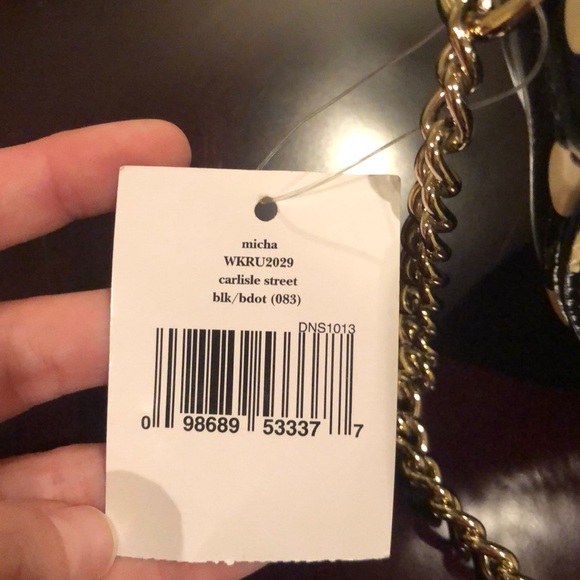 micha
WKRU2029
carlisle street
blk/bdot (083)
DNS1013
0 98689 53337 7